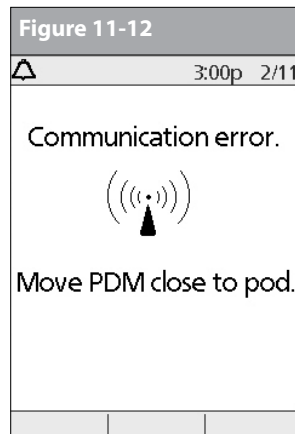 Figure 11-12
3:00p 2/11
Communication error.
Move PDM close to pod.